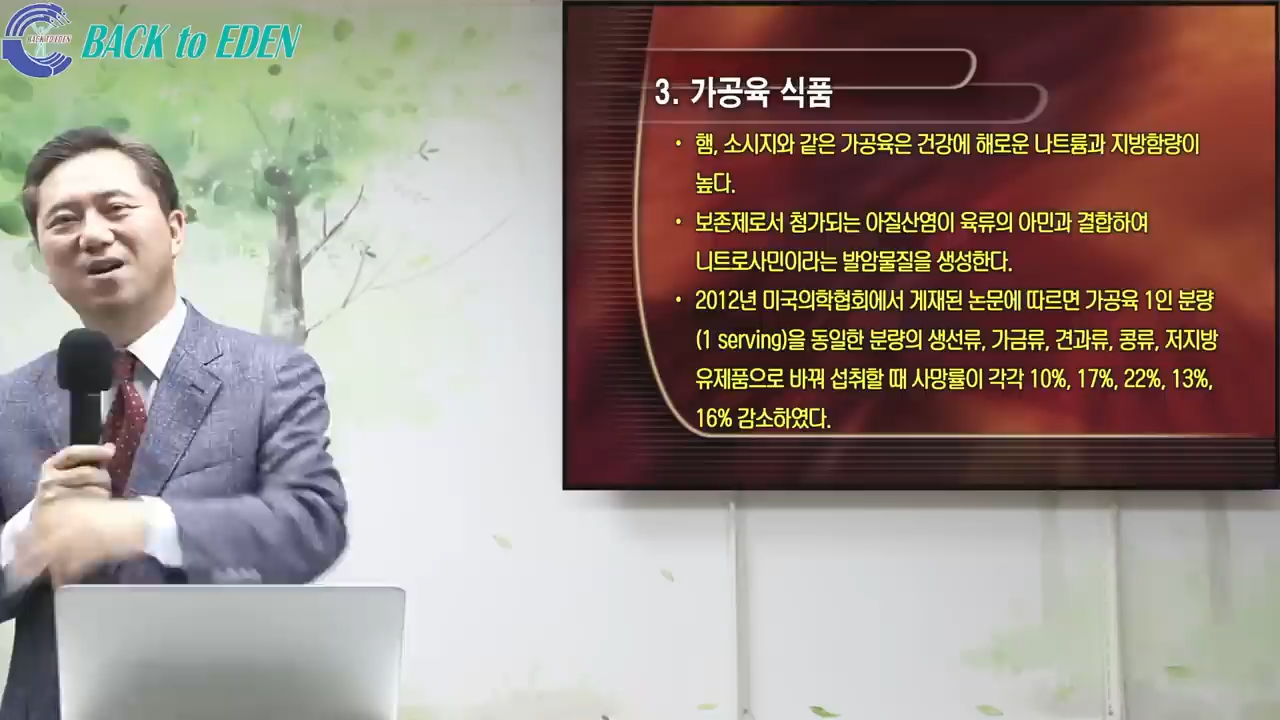 BACK to EDEN
3. 가공육 식품
• 햄, 소시지와 같은 가공육은 건강에 해로운 나트륨과 지방함량이
높다.
• 보존제로서 첨가되는 아질산염이 육류의 아민과 결합하여
니트로사민이라는 발암물질을 생성한다.
• 2012년 미국의학협회에서 게재된 논문에 따르면 가공육 1인 분량
(1 serving)을 동일한 분량의 생선류, 가금류, 견과류, 콩류, 저지방
유제품으로 바꿔 섭취할 때 사망률이 각각 10%, 17%, 22%, 13%,
16% 감소하였다.